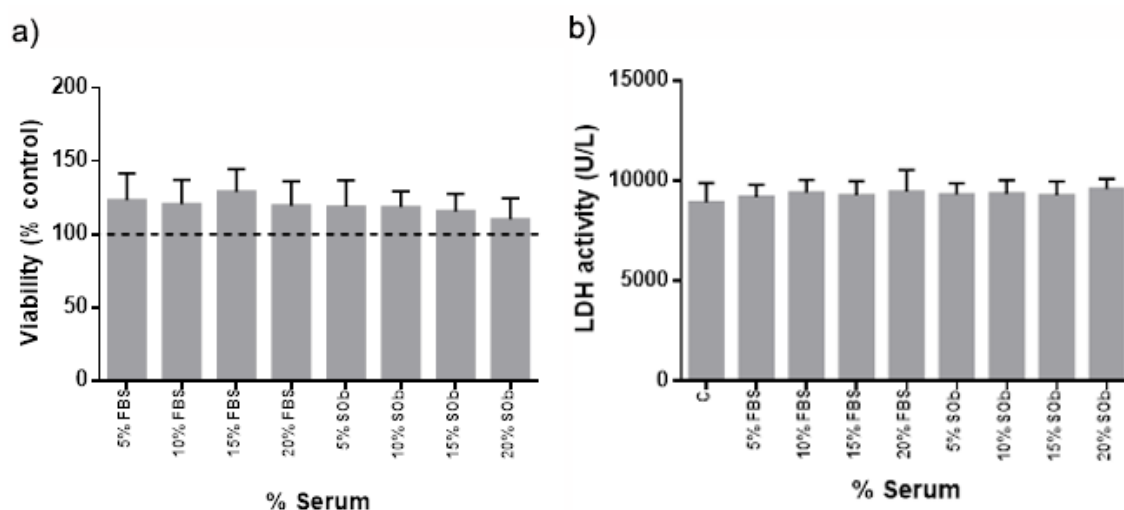 a)
Viability (% control)
200
150
100
50
0
5% FBS
10% FBS
15% FBS
20% FBS
5% SOb
10% SOb
15% SOb
20% SOb
% Serum
b)
LDH activity (U/L)
15000
10000
5000
0
C
5% FBS
10% FBS
15% FBS
20% FBS
5% SOb
10% SOb
15% SOb
20% SOb
% Serum